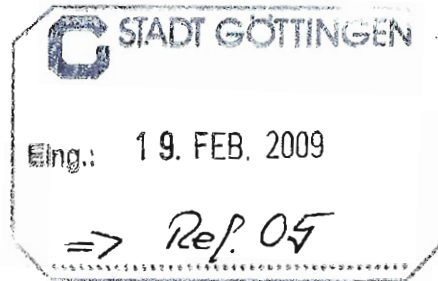 STADT GÖTTINGEN
Eing.: 19. FEB. 2009
=> Ref. 05